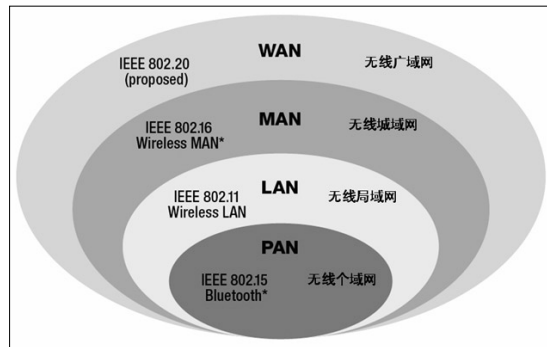 WAN
IEEE 802.20
(proposed)
无线广域网
MAN
IEEE 802.16
Wireless MAN*
无线城域网
LAN
IEEE 802.11
Wireless LAN
无线局域网
PAN
IEEE 802.15
Bluetooth*
无线个域网